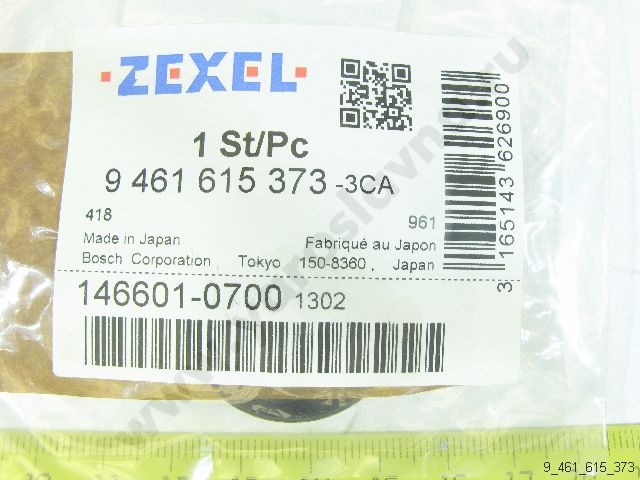 ZEXEL
1 St/Pc
9 461 615 373 -3CA
418 961
Made in Japan Fabriqué au Japon
Bosch Corporation, Tokyo 150-8360, Japan
146601-0700 1302
3 165143 626900
9_461_615_373